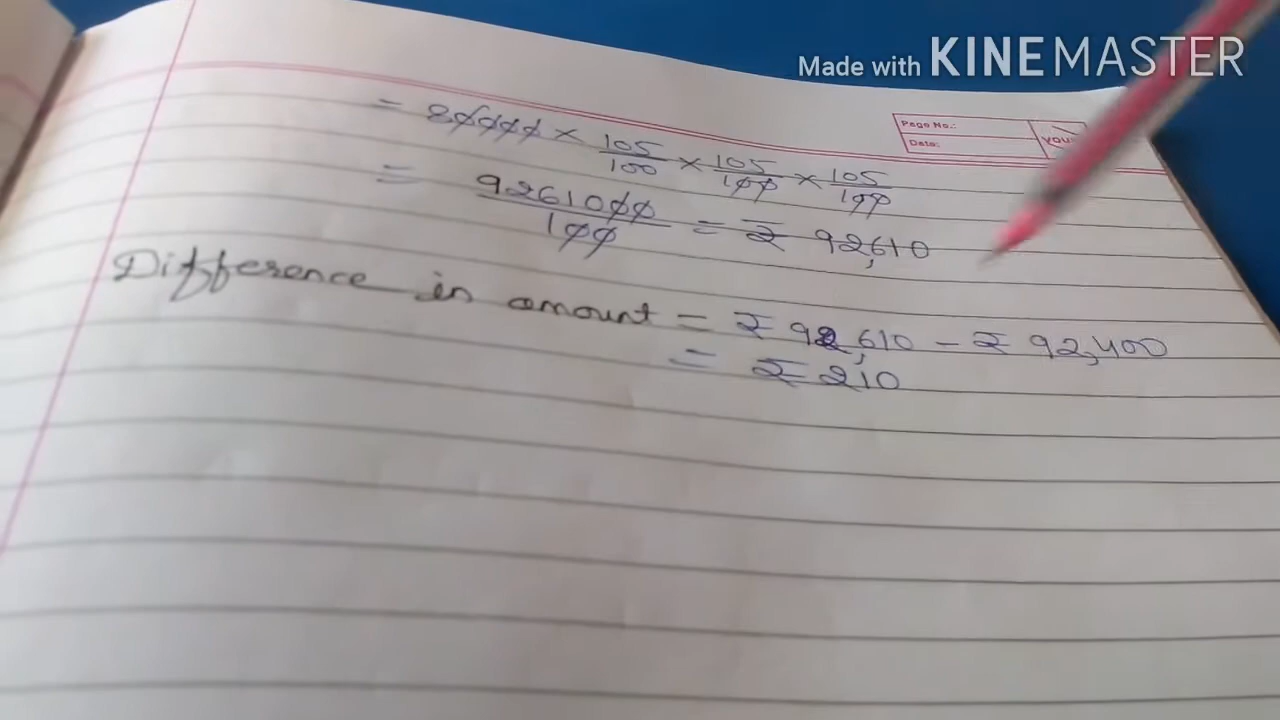 Made with KINEMASTER
Page No.:
Date:
YOU
= 80000 × 105/100 × 105/100 × 105/100
= 9261000/100 = ₹ 92,610
Difference in amount = ₹ 92,610 - ₹ 92,400
= ₹ 210